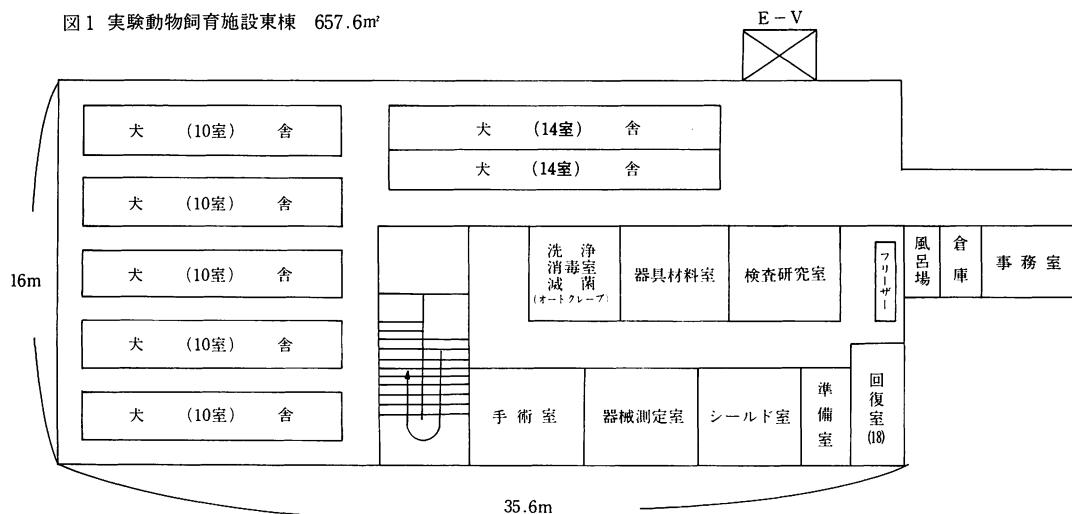 図1 実験動物飼育施設東棟 657.6㎡
E－V
犬 (10室) 舎
犬 (14室) 舎
犬 (14室) 舎
犬 (10室) 舎
犬 (10室) 舎
犬 (10室) 舎
犬 (10室) 舎
16m
洗浄
消毒室
滅菌
(オートクレーブ)
器具材料室
検査研究室
フリーザー
風呂場
倉庫
事務室
手術室
器械測定室
シールド室
準備室
回復室
(18)
35.6m